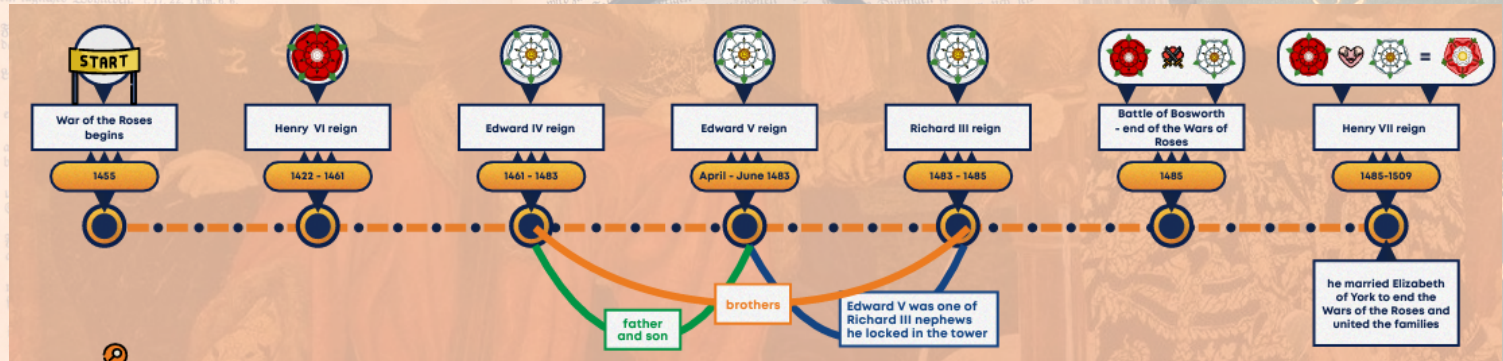 START
War of the Roses
begins
1455
Henry VI reign
1422 - 1461
Edward IV reign
1461 - 1483
Edward V reign
April - June 1483
Richard III reign
1483 - 1485
Battle of Bosworth
- end of the Wars of
Roses
1485
=
Henry VII reign
1485-1509
father
and son
brothers
Edward V was one of
Richard III nephews
he locked in the tower
he married Elizabeth
of York to end the
Wars of the Roses and
united the families